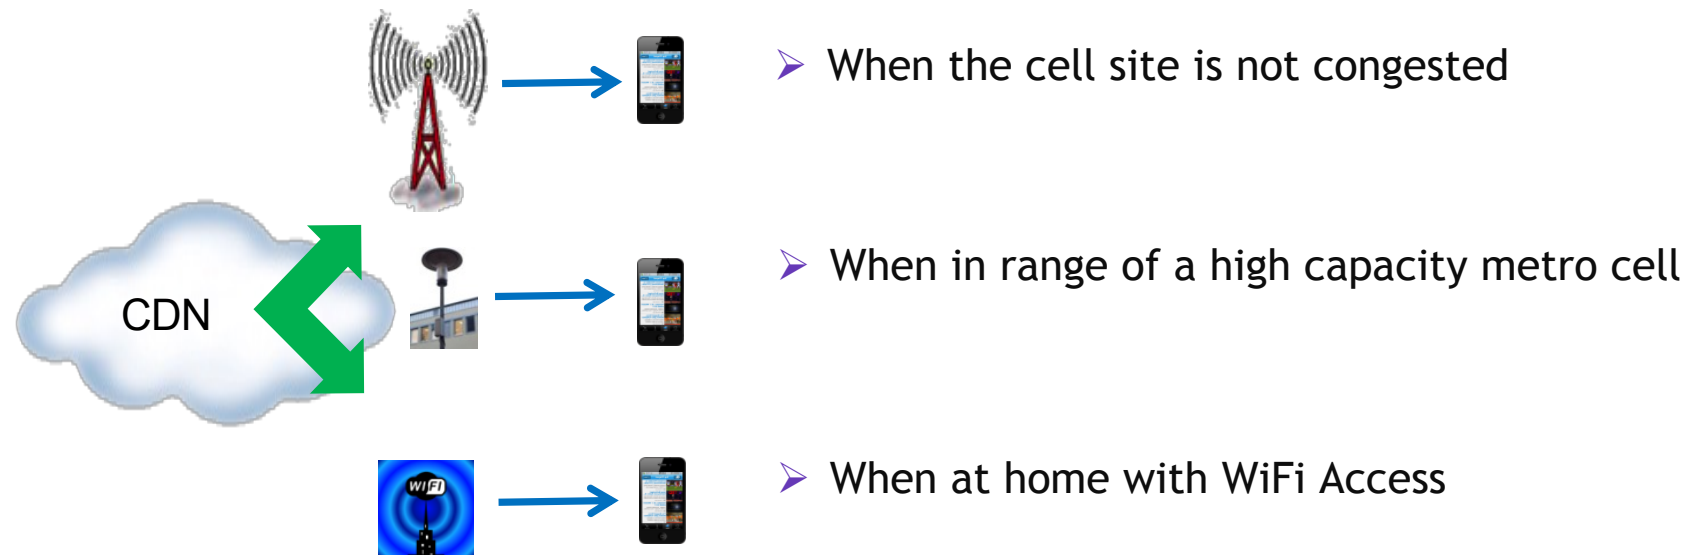 When the cell site is not congested
CDN
When in range of a high capacity metro cell
WiFi
When at home with WiFi Access